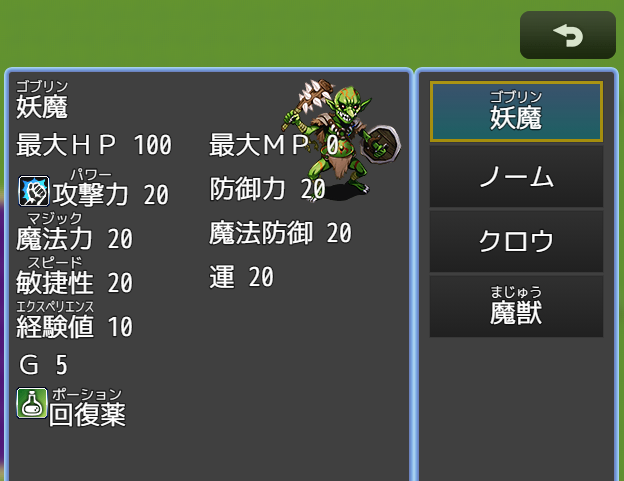 ゴブリン
妖魔
最大ＨＰ 100 最大ＭＰ 0
パワー
攻撃力 20 防御力 20
マジック
魔法力 20 魔法防御 20
スピード
敏捷性 20 運 20
エクスペリエンス
経験値 10
Ｇ 5
ポーション
回復薬
ゴブリン
妖魔
ノーム
クロウ
まじゅう
魔獣